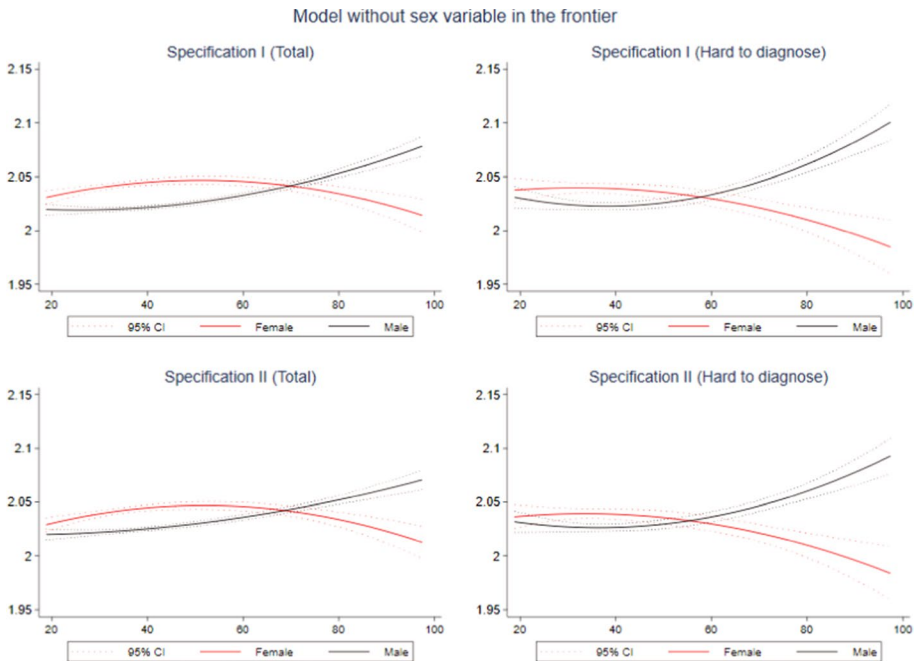 Model without sex variable in the frontier
Specification I (Total)
2.15
2.1
2.05
2
1.95
20 40 60 80 100
95% CI Female Male
Specification I (Hard to diagnose)
2.15
2.1
2.05
2
1.95
20 40 60 80 100
95% CI Female Male
Specification II (Total)
2.15
2.1
2.05
2
1.95
20 40 60 80 100
95% CI Female Male
Specification II (Hard to diagnose)
2.15
2.1
2.05
2
1.95
20 40 60 80 100
95% CI Female Male